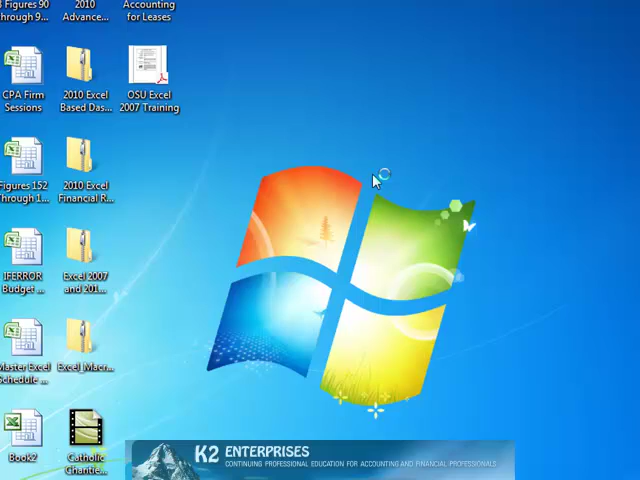 3 Figures 90
Through 9...
2010
Advance...
Accounting
for Leases
CPA Firm
Sessions
2010 Excel
Based Das...
OSU Excel
2007 Training
Figures 152
Through 1...
2010 Excel
Financial R...
IFERROR
Budget ...
Excel 2007
and 201...
Master Excel
Schedule ...
Excel_Macr...
Book2
Catholic
Charitie...
K2 ENTERPRISES
CONTINUING PROFESSIONAL EDUCATION FOR ACCOUNTING AND FINANCIAL PROFESSIONALS